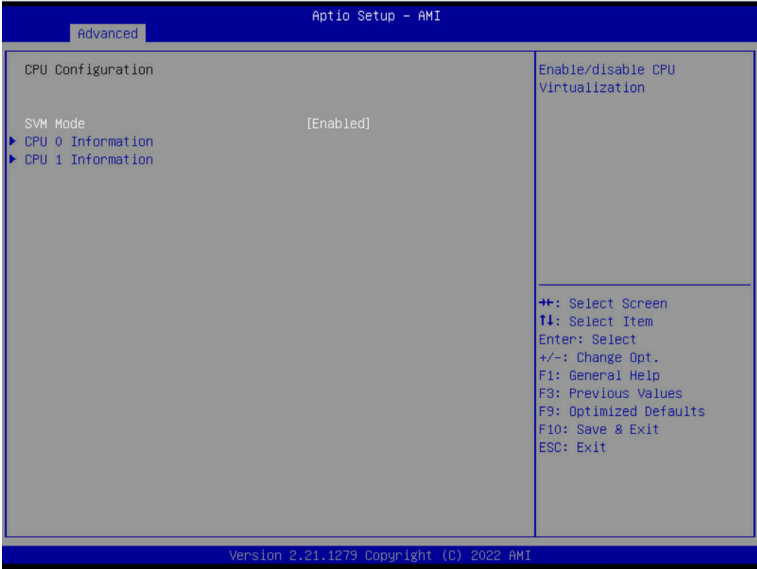 Aptio Setup - AMI
Advanced
CPU Configuration
SVM Mode [Enabled]
CPU 0 Information
CPU 1 Information
Enable/disable CPU
Virtualization
→←: Select Screen
↑↓: Select Item
Enter: Select
+/-: Change Opt.
F1: General Help
F3: Previous Values
F9: Optimized Defaults
F10: Save & Exit
ESC: Exit
Version 2.21.1279 Copyright (C) 2022 AMI